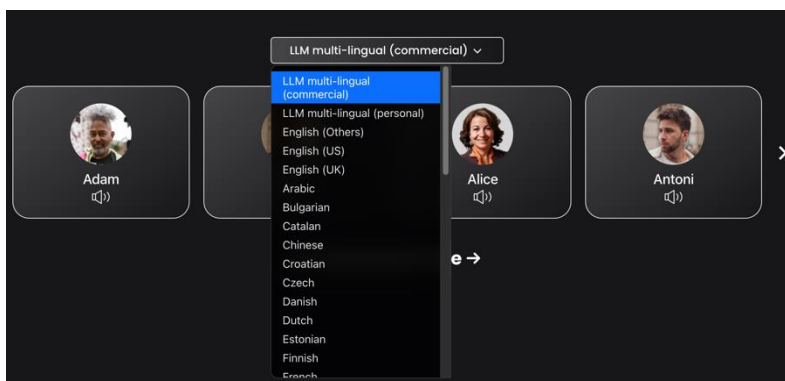 LLM multi-lingual (commercial)
LLM multi-lingual
(commercial)
LLM multi-lingual (personal)
English (Others)
English (US)
English (UK)
Arabic
Bulgarian
Catalan
Chinese
Croatian
Czech
Danish
Dutch
Estonian
Finnish
French
Adam
Alice
Antoni
e →